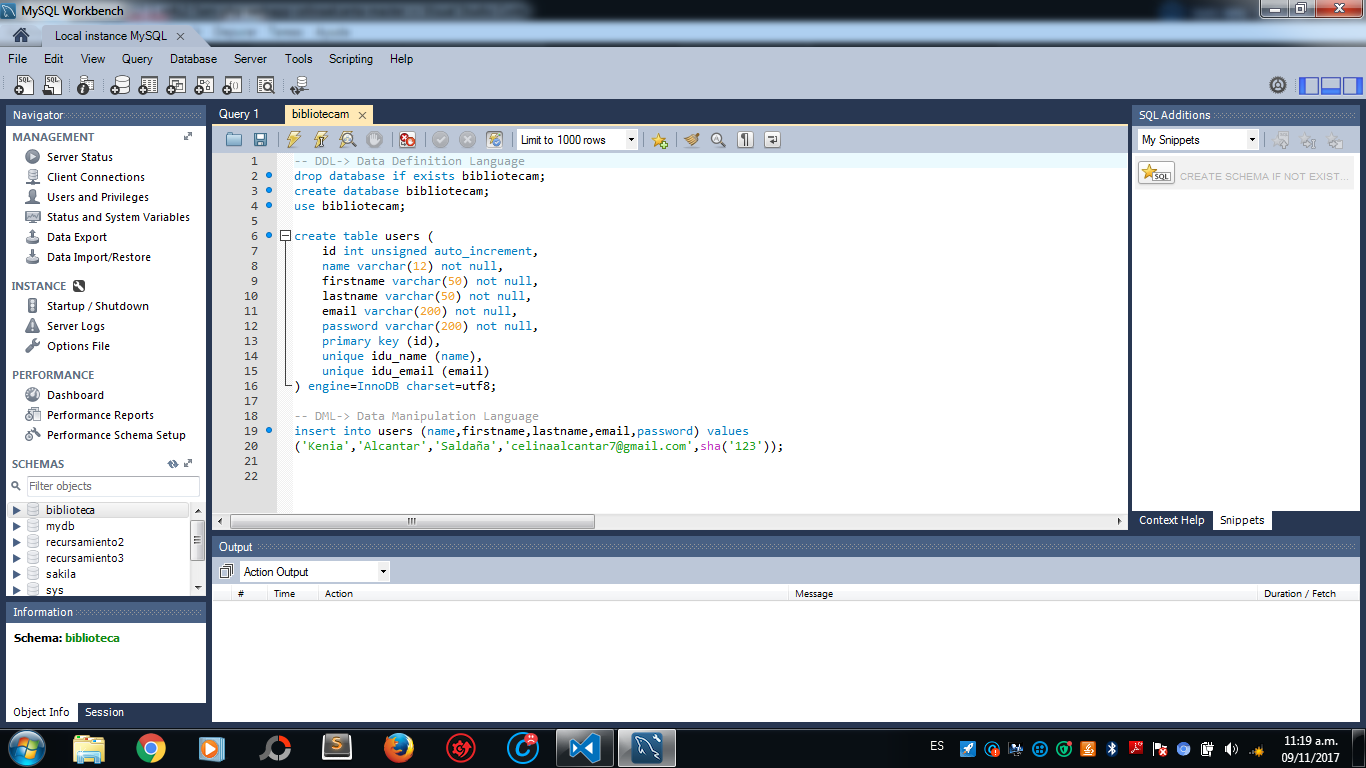 MySQL Workbench
Local instance MySQL
File Edit View Query Database Server Tools Scripting Help
Navigator
MANAGEMENT
Server Status
Client Connections
Users and Privileges
Status and System Variables
Data Export
Data Import/Restore
INSTANCE
Startup / Shutdown
Server Logs
Options File
PERFORMANCE
Dashboard
Performance Reports
Performance Schema Setup
SCHEMAS
Filter objects
biblioteca
mydb
recursamiento2
recursamiento3
sakila
sys
Information
Schema: biblioteca
Object Info Session
Query 1 bibliotecam
Limit to 1000 rows
1 -- DDL-> Data Definition Language
2 drop database if exists bibliotecam;
3 create database bibliotecam;
4 use bibliotecam;
5
6 create table users (
7 id int unsigned auto_increment,
8 name varchar(12) not null,
9 firstname varchar(50) not null,
10 lastname varchar(50) not null,
11 email varchar(200) not null,
12 password varchar(200) not null,
13 primary key (id),
14 unique idu_name (name),
15 unique idu_email (email)
16 ) engine=InnoDB charset=utf8;
17
18 -- DML-> Data Manipulation Language
19 insert into users (name,firstname,lastname,email,password) values
20 ('Kenia','Alcantar','Saldaña','celinaalcantar7@gmail.com',sha('123'));
21
22
SQL Additions
My Snippets
SQL CREATE SCHEMA IF NOT EXIST...
Context Help Snippets
Output
Action Output
# Time Action Message Duration / Fetch
ES
11:19 a.m.
09/11/2017